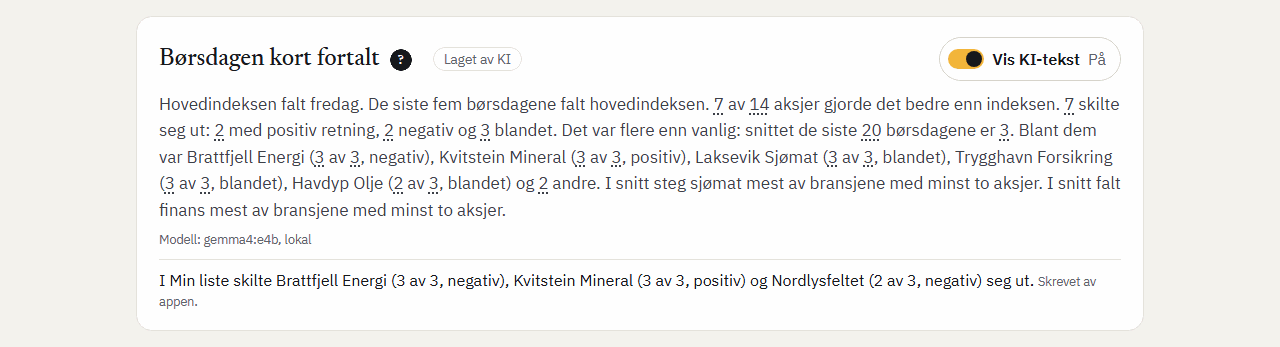 Børsdagen kort fortalt ? Laget av KI Vis KI-tekst På
Hovedindeksen falt fredag. De siste fem børsdagene falt hovedindeksen. 7 av 14 aksjer gjorde det bedre enn indeksen. 7 skilte
seg ut: 2 med positiv retning, 2 negativ og 3 blandet. Det var flere enn vanlig: snittet de siste 20 børsdagene er 3. Blant dem
var Brattfjell Energi (3 av 3, negativ), Kvitstein Mineral (3 av 3, positiv), Laksevik Sjømat (3 av 3, blandet), Trygghavn Forsikring
(3 av 3, blandet), Havdyp Olje (2 av 3, blandet) og 2 andre. I snitt steg sjømat mest av bransjene med minst to aksjer. I snitt falt
finans mest av bransjene med minst to aksjer.
Modell: gemma4:e4b, lokal
I Min liste skilte Brattfjell Energi (3 av 3, negativ), Kvitstein Mineral (3 av 3, positiv) og Nordlysfeltet (2 av 3, negativ) seg ut. Skrevet av
appen.